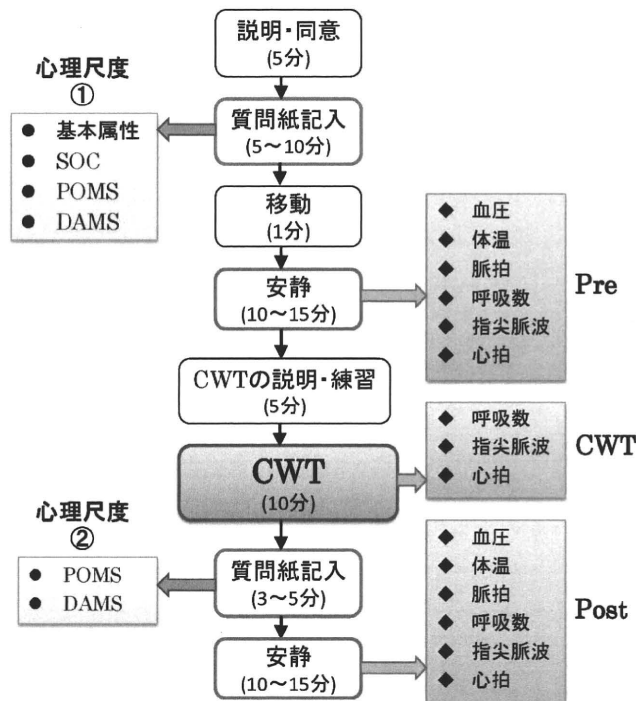 説明・同意
(5分)
心理尺度
①
● 基本属性
● SOC
● POMS
● DAMS
質問紙記入
(5～10分)
移動
(1分)
安静
(10～15分)
◆ 血圧
◆ 体温
◆ 脈拍
◆ 呼吸数
◆ 指尖脈波
◆ 心拍
Pre
CWTの説明・練習
(5分)
CWT
(10分)
◆ 呼吸数
◆ 指尖脈波
◆ 心拍
CWT
心理尺度
②
● POMS
● DAMS
質問紙記入
(3～5分)
安静
(10～15分)
◆ 血圧
◆ 体温
◆ 脈拍
◆ 呼吸数
◆ 指尖脈波
◆ 心拍
Post